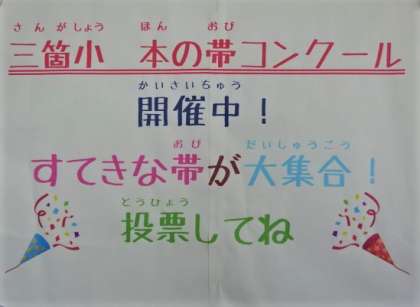 さんがしょう ほん おび
三箇小 本の帯コンクール
かいさいちゅう
開催中！
おび だいしゅうごう
すてきな帯が大集合！
とうひょう
投票してね